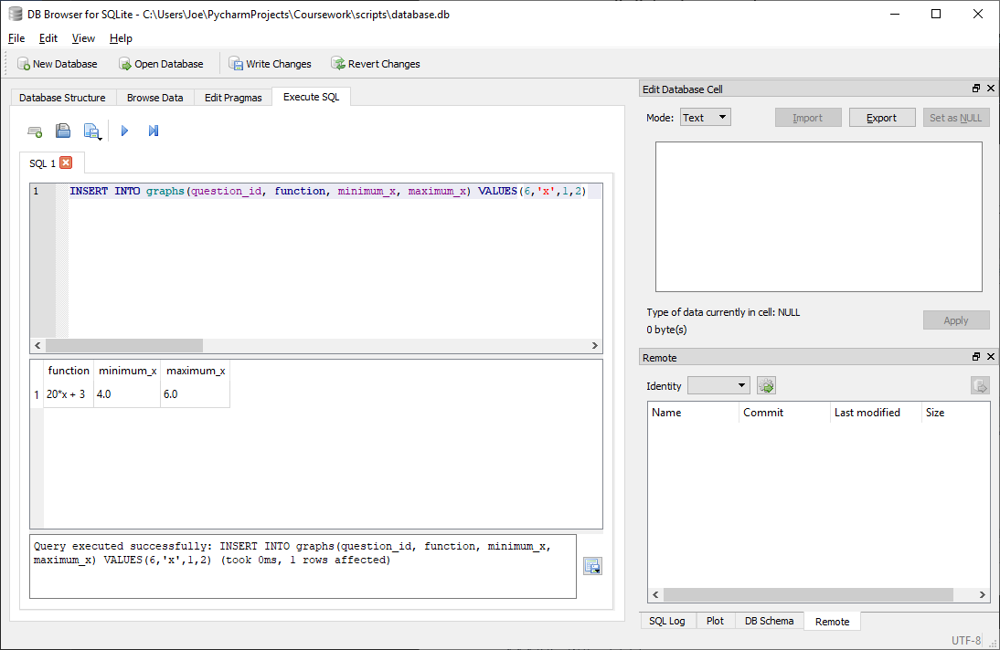 DB Browser for SQLite - C:\Users\Joe\PycharmProjects\Coursework\scripts\database.db
File Edit View Help
New Database Open Database Write Changes Revert Changes
Database Structure Browse Data Edit Pragmas Execute SQL
SQL 1
1 INSERT INTO graphs(question_id, function, minimum_x, maximum_x) VALUES(6,'x',1,2)
function minimum_x maximum_x
1 20*x + 3 4.0 6.0
Query executed successfully: INSERT INTO graphs(question_id, function, minimum_x,
maximum_x) VALUES(6,'x',1,2) (took 0ms, 1 rows affected)
Edit Database Cell
Mode: Text Import Export Set as NULL
Type of data currently in cell: NULL
0 byte(s)
Apply
Remote
Identity
Name Commit Last modified Size
SQL Log Plot DB Schema Remote
UTF-8